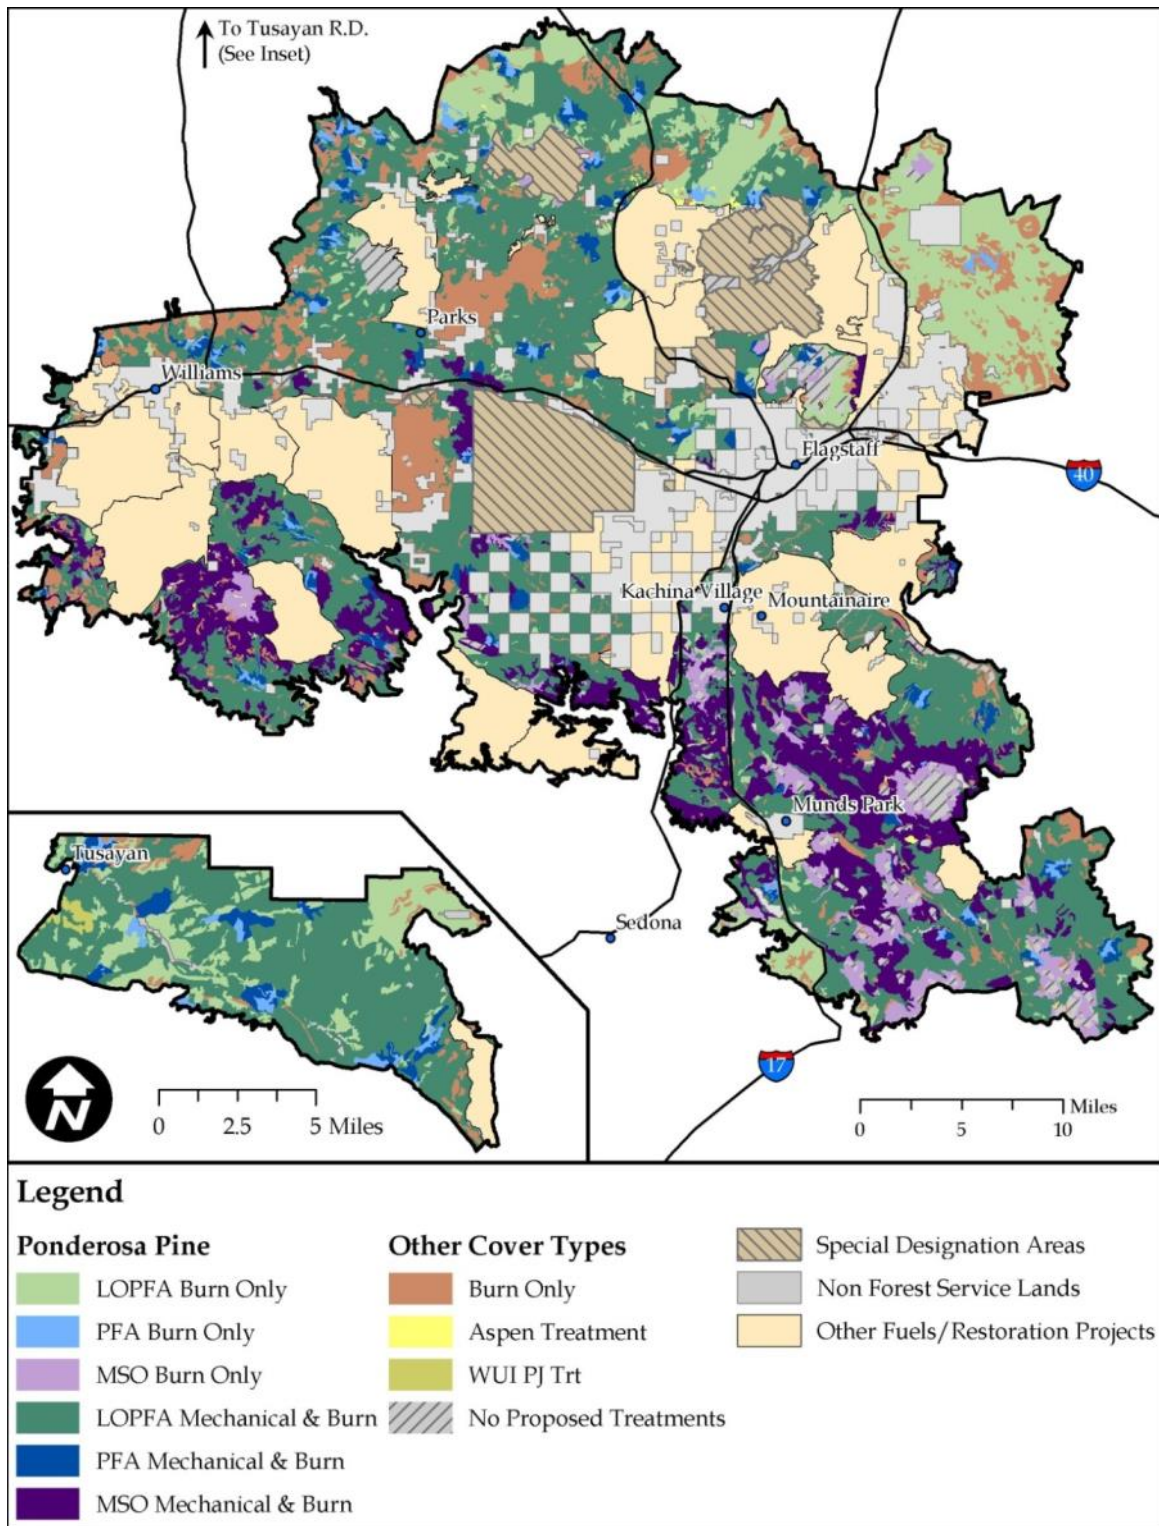 To Tusayan R.D.
(See Inset)
Parks
Williams
Flagstaff
40
Kachina Village
Mountainaire
Munds Park
Tusayan
Sedona
17
N
0 2.5 5 Miles
Miles
0 5 10
Legend
Ponderosa Pine
LOPFA Burn Only
PFA Burn Only
MSO Burn Only
LOPFA Mechanical & Burn
PFA Mechanical & Burn
MSO Mechanical & Burn
Other Cover Types
Burn Only
Aspen Treatment
WUI PJ Trt
No Proposed Treatments
Special Designation Areas
Non Forest Service Lands
Other Fuels/Restoration Projects